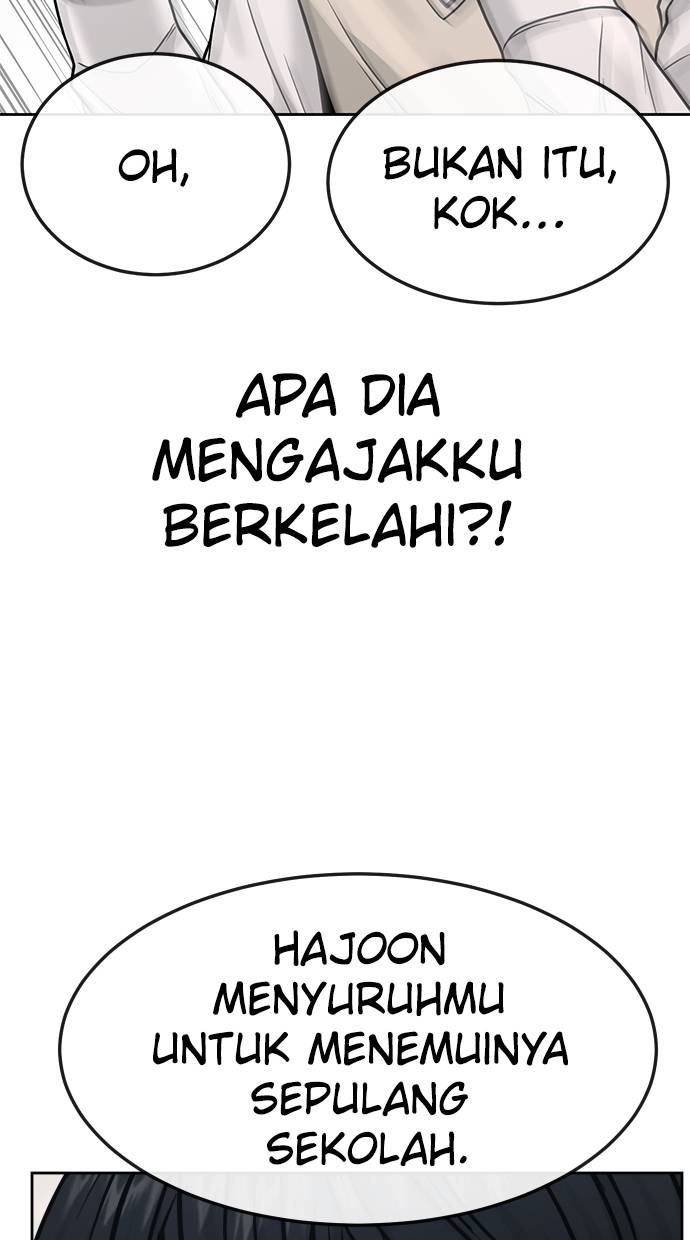 OH,
BUKAN ITU,
KOK...
APA DIA
MENGAJAKKU
BERKELAHI?!
HAJOON
MENYURUHMU
UNTUK MENEMUINYA
SEPULANG
SEKOLAH.